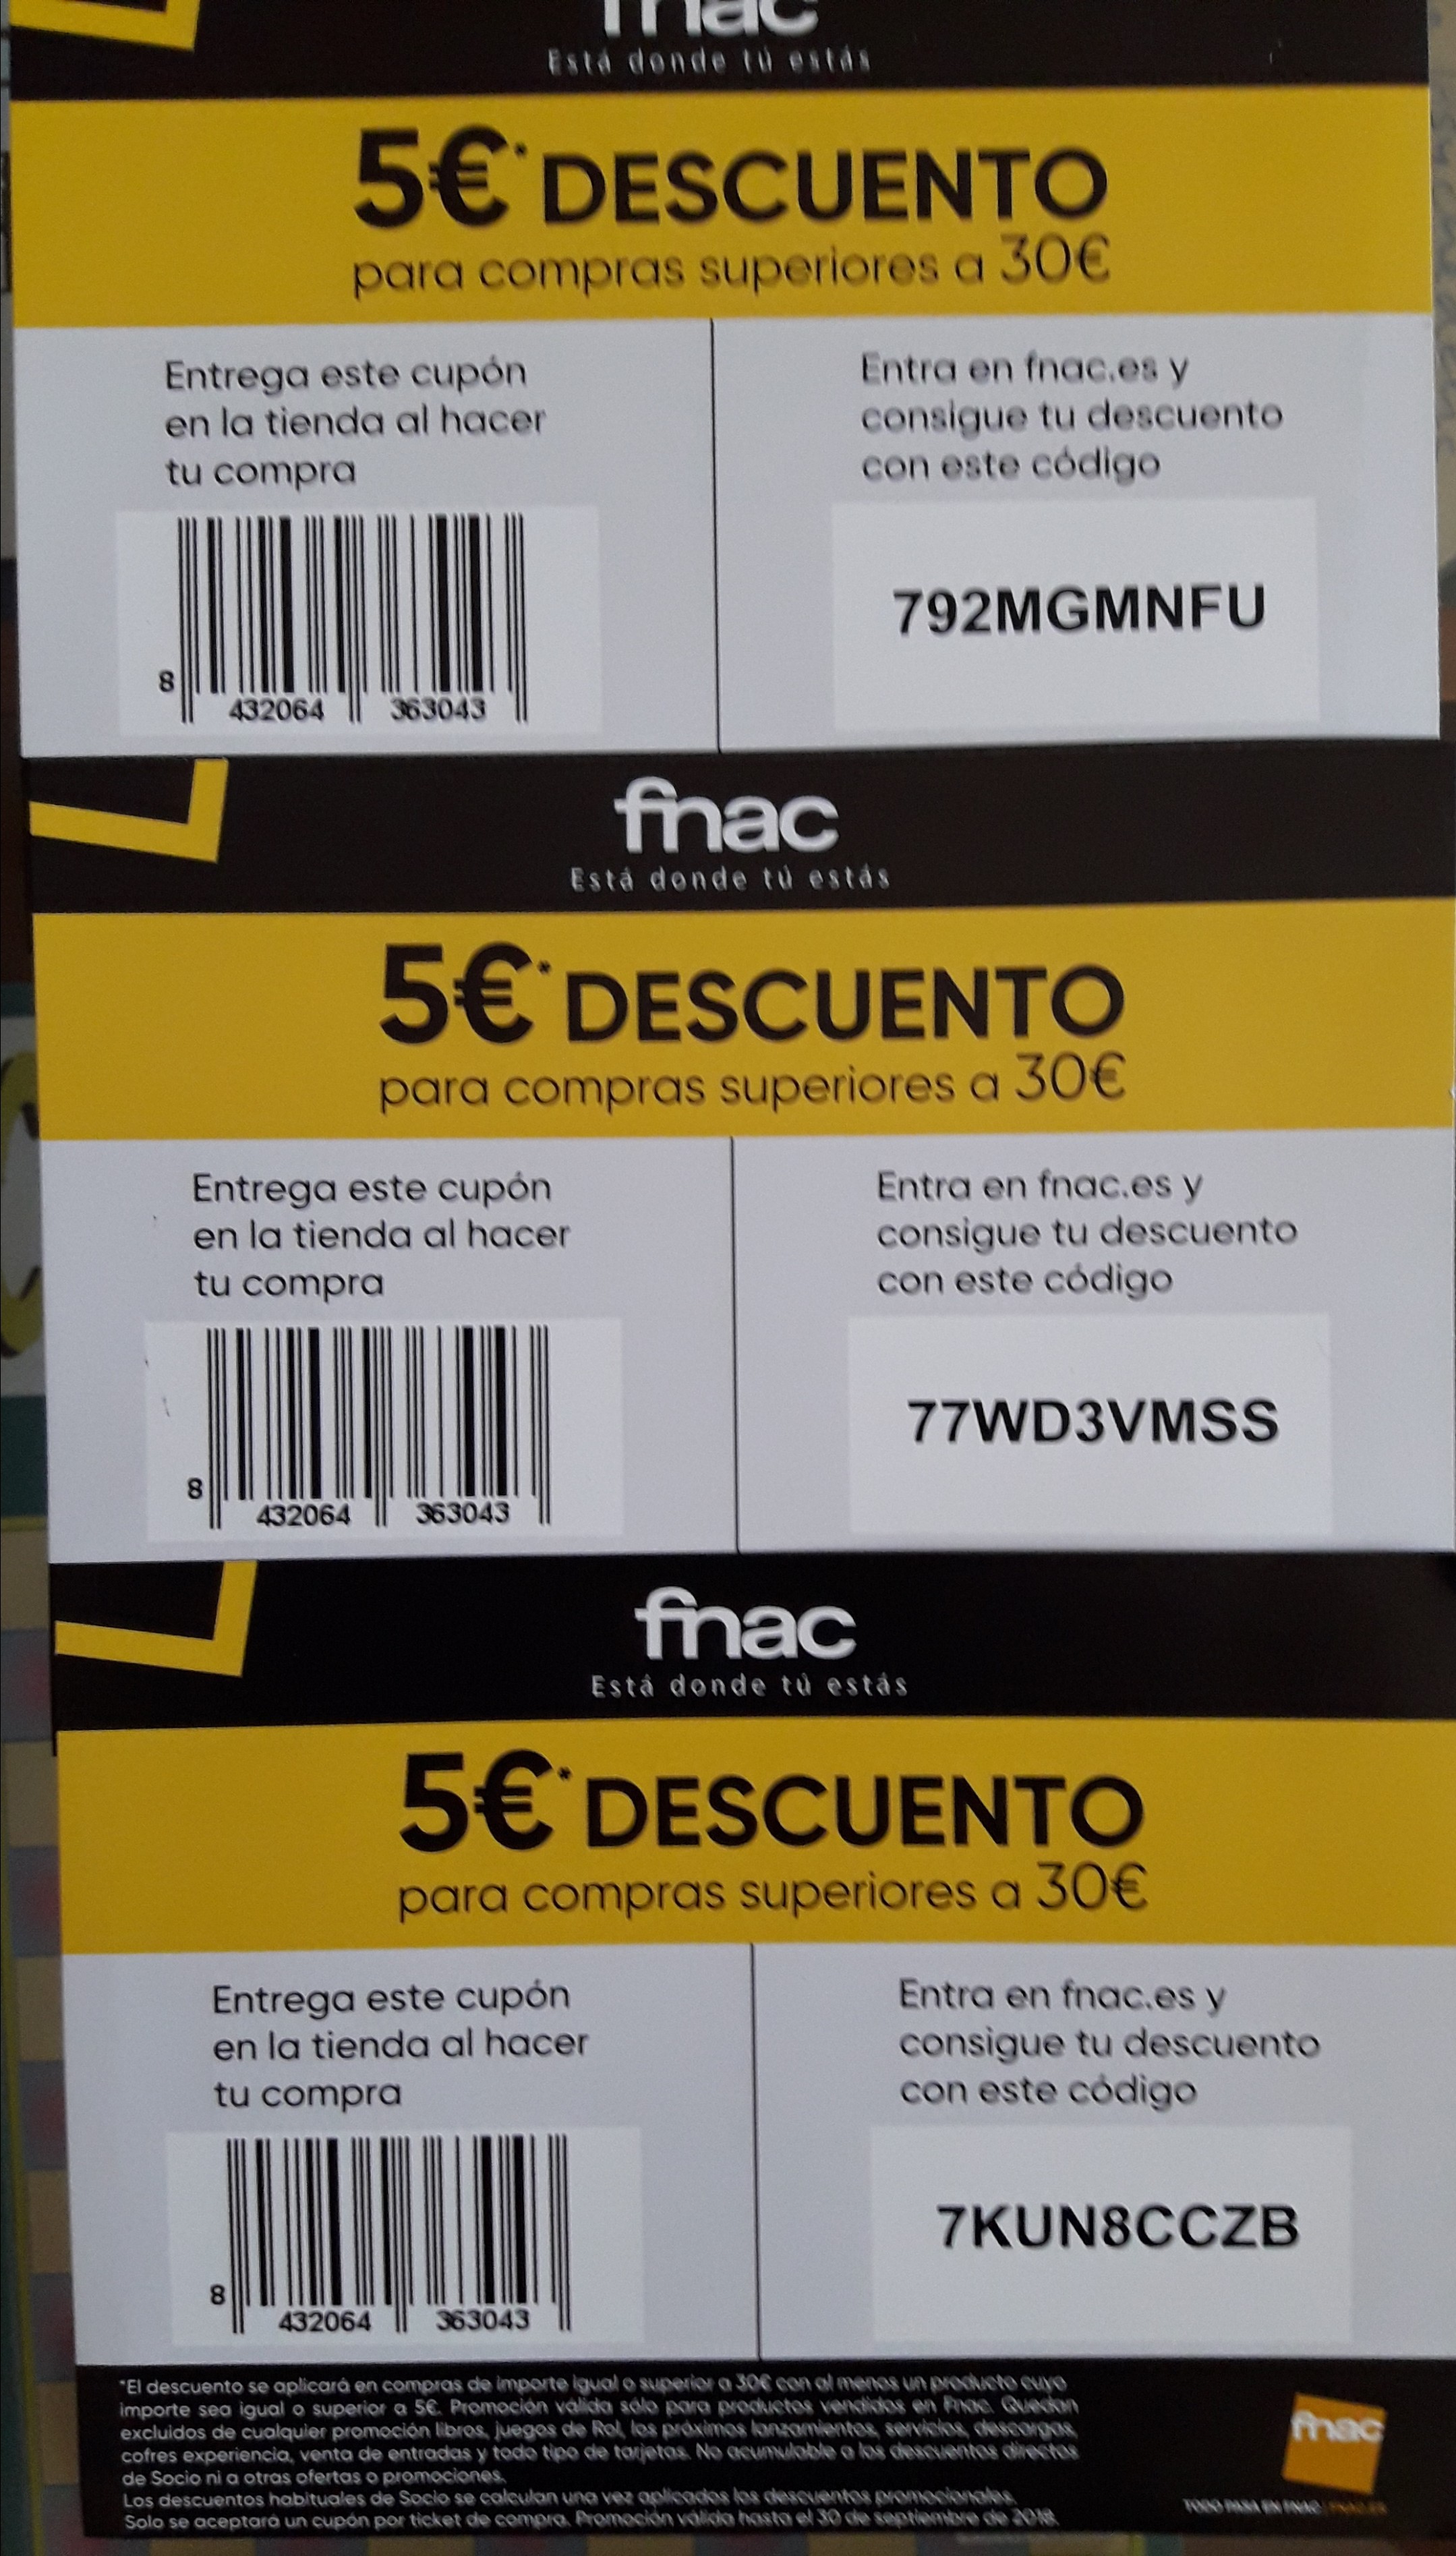 fnac
Está donde tú estás
5€* DESCUENTO
para compras superiores a 30€
Entrega este cupón
en la tienda al hacer
tu compra
8 432064 363043
Entra en fnac.es y
consigue tu descuento
con este código
792MGMNFU
fnac
Está donde tú estás
5€* DESCUENTO
para compras superiores a 30€
Entrega este cupón
en la tienda al hacer
tu compra
8 432064 363043
Entra en fnac.es y
consigue tu descuento
con este código
77WD3VMSS
fnac
Está donde tú estás
5€* DESCUENTO
para compras superiores a 30€
Entrega este cupón
en la tienda al hacer
tu compra
8 432064 363043
Entra en fnac.es y
consigue tu descuento
con este código
7KUN8CCZB
*El descuento se aplicará en compras de importe igual o superior a 30€ con al menos un producto cuyo
importe sea igual o superior a 5€. Promoción válida sólo para productos vendidos en Fnac. Quedan
excluidos de cualquier promoción libros, juegos de Rol, los próximos lanzamientos, servicios, descargas,
cofres experiencia, venta de entradas y todo tipo de tarjetas. No acumulable a los descuentos directos
de Socio ni a otras ofertas o promociones.
Los descuentos habituales de Socio se calculan una vez aplicados los descuentos promocionales.
Solo se aceptará un cupón por ticket de compra. Promoción válida hasta el 30 de septiembre de 2018.
fnac
TODO PASA EN FNAC | FNAC.ES